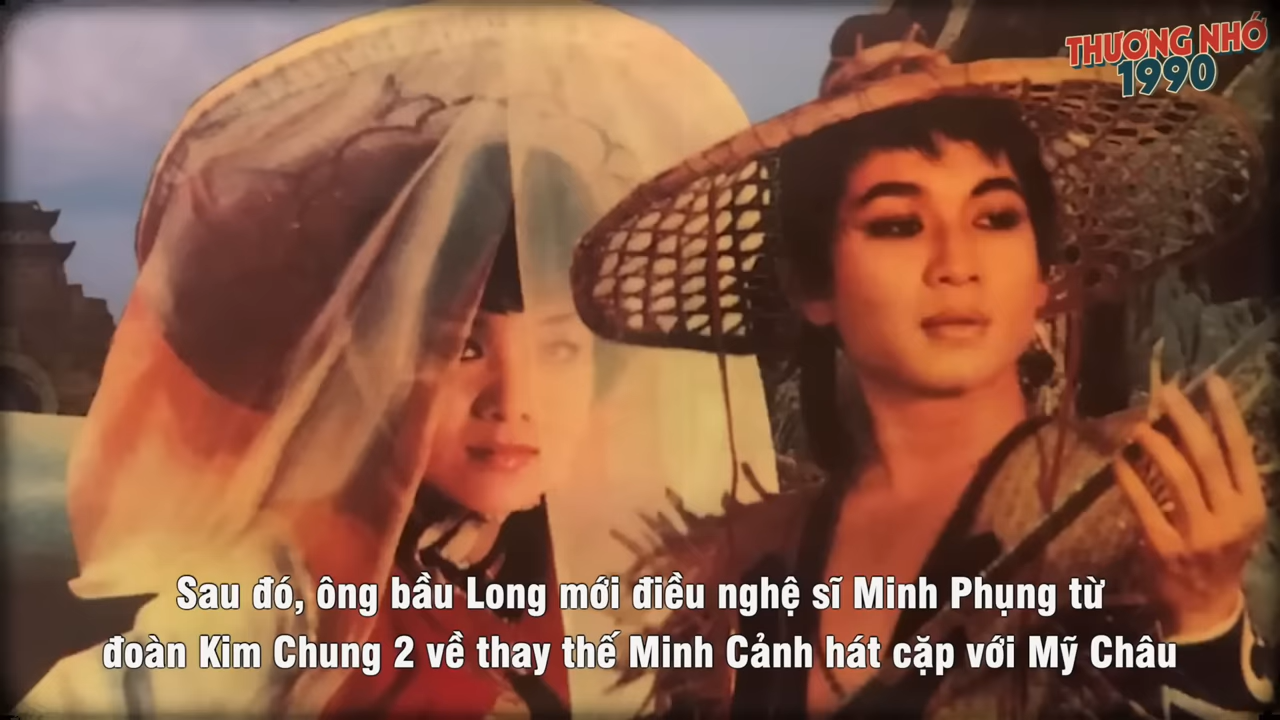 THƯƠNG NHỚ
1990
Sau đó, ông bầu Long mới điều nghệ sĩ Minh Phụng từ
đoàn Kim Chung 2 về thay thế Minh Cảnh hát cặp với Mỹ Châu